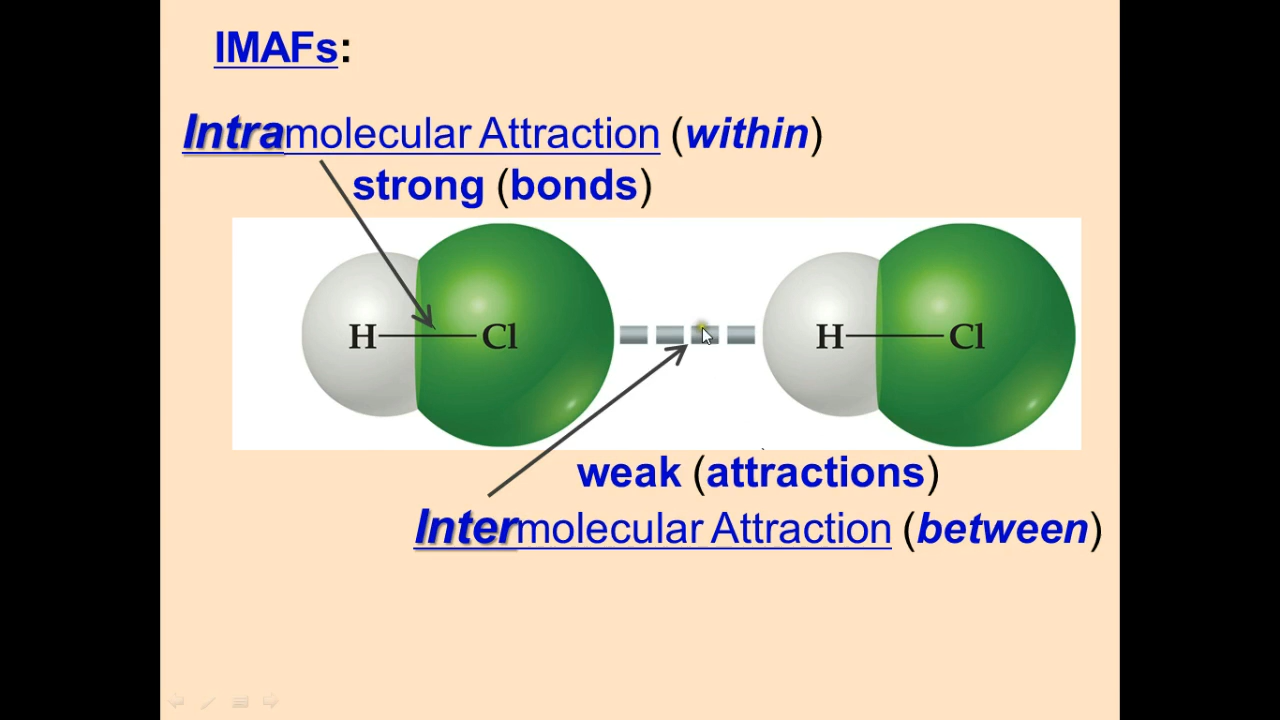 IMAFs:
Intramolecular Attraction (within)
strong (bonds)
H Cl H Cl
weak (attractions)
Intermolecular Attraction (between)